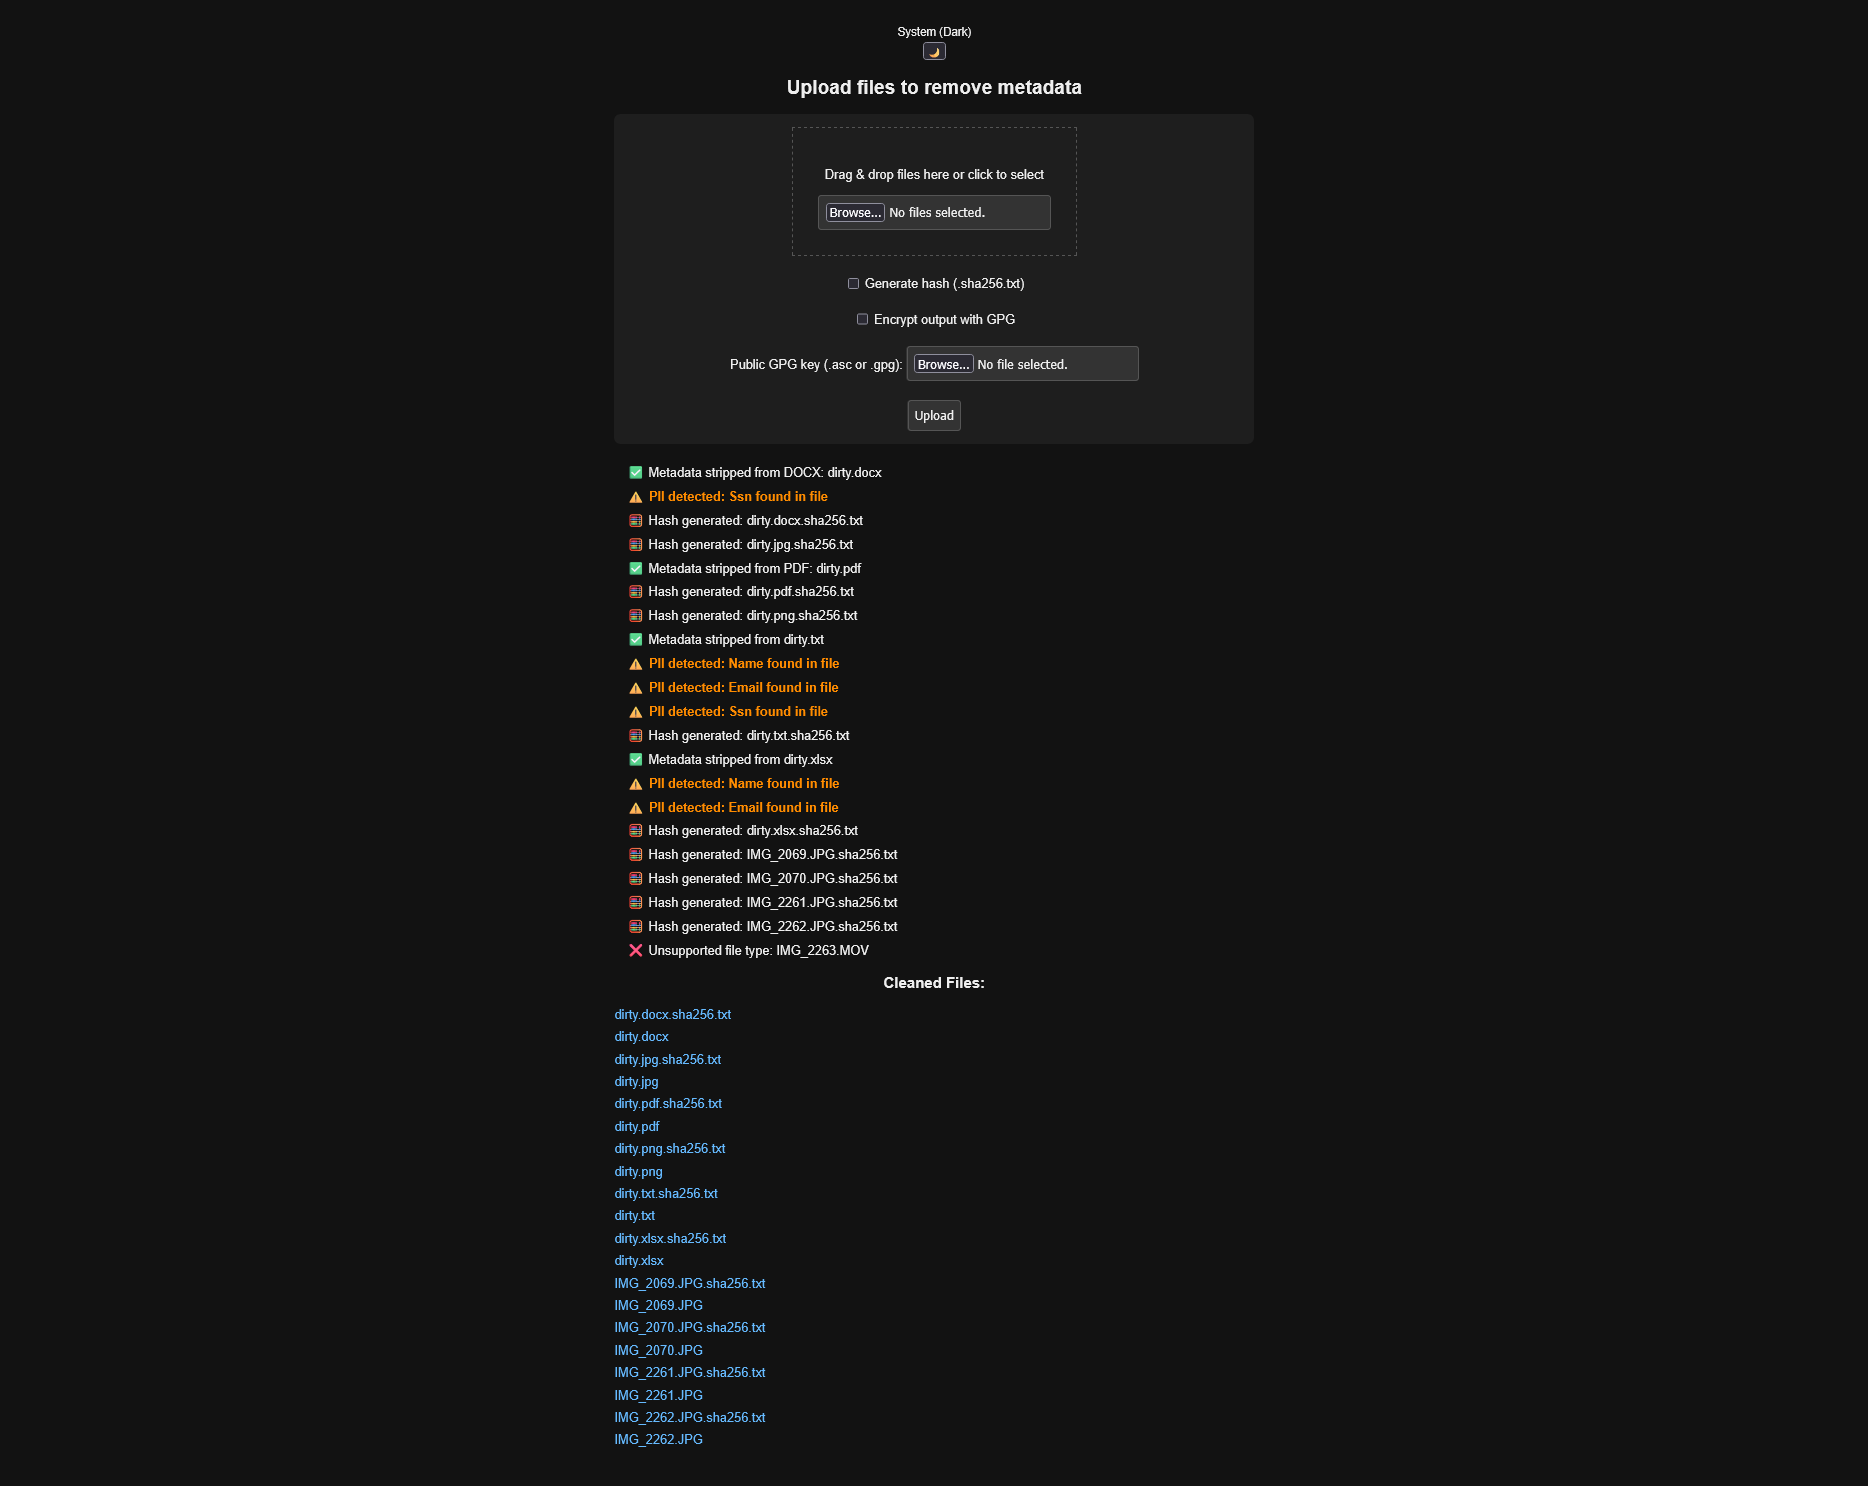 System (Dark)
Upload files to remove metadata
Drag & drop files here or click to select
Browse... No files selected.
Generate hash (.sha256.txt)
Encrypt output with GPG
Public GPG key (.asc or .gpg): Browse... No file selected.
Upload
Metadata stripped from DOCX: dirty.docx
PII detected: Ssn found in file
Hash generated: dirty.docx.sha256.txt
Hash generated: dirty.jpg.sha256.txt
Metadata stripped from PDF: dirty.pdf
Hash generated: dirty.pdf.sha256.txt
Hash generated: dirty.png.sha256.txt
Metadata stripped from dirty.txt
PII detected: Name found in file
PII detected: Email found in file
PII detected: Ssn found in file
Hash generated: dirty.txt.sha256.txt
Metadata stripped from dirty.xlsx
PII detected: Name found in file
PII detected: Email found in file
Hash generated: dirty.xlsx.sha256.txt
Hash generated: IMG_2069.JPG.sha256.txt
Hash generated: IMG_2070.JPG.sha256.txt
Hash generated: IMG_2261.JPG.sha256.txt
Hash generated: IMG_2262.JPG.sha256.txt
Unsupported file type: IMG_2263.MOV
Cleaned Files:
dirty.docx.sha256.txt
dirty.docx
dirty.jpg.sha256.txt
dirty.jpg
dirty.pdf.sha256.txt
dirty.pdf
dirty.png.sha256.txt
dirty.png
dirty.txt.sha256.txt
dirty.txt
dirty.xlsx.sha256.txt
dirty.xlsx
IMG_2069.JPG.sha256.txt
IMG_2069.JPG
IMG_2070.JPG.sha256.txt
IMG_2070.JPG
IMG_2261.JPG.sha256.txt
IMG_2261.JPG
IMG_2262.JPG.sha256.txt
IMG_2262.JPG